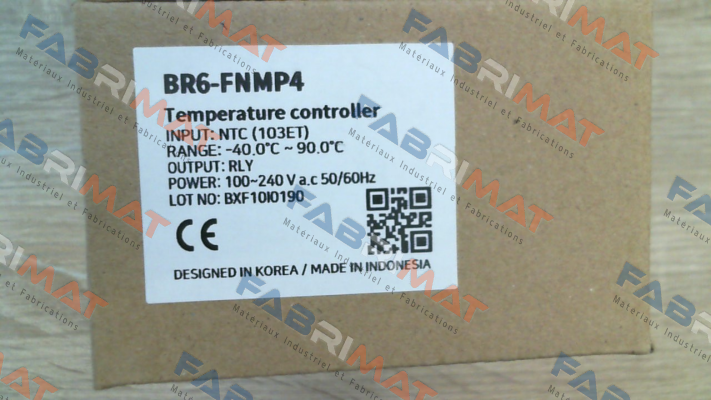 BR6-FNMP4
Temperature controller
INPUT: NTC (103ET)
RANGE: -40.0°C ~ 90.0°C
OUTPUT: RLY
POWER: 100~240 V a.c 50/60Hz
LOT NO: BXF10I0190
CE
DESIGNED IN KOREA / MADE IN INDONESIA
FABRIMAT
Materiaux Industriel et Fabrications